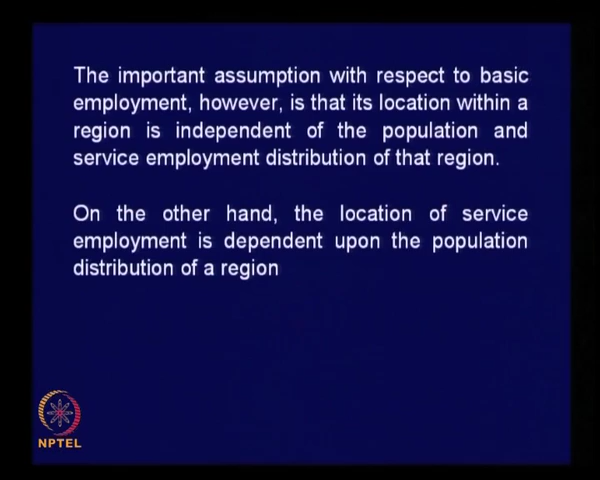 The important assumption with respect to basic
employment, however, is that its location within a
region is independent of the population and
service employment distribution of that region.
On the other hand, the location of service
employment is dependent upon the population
distribution of a region
NPTEL